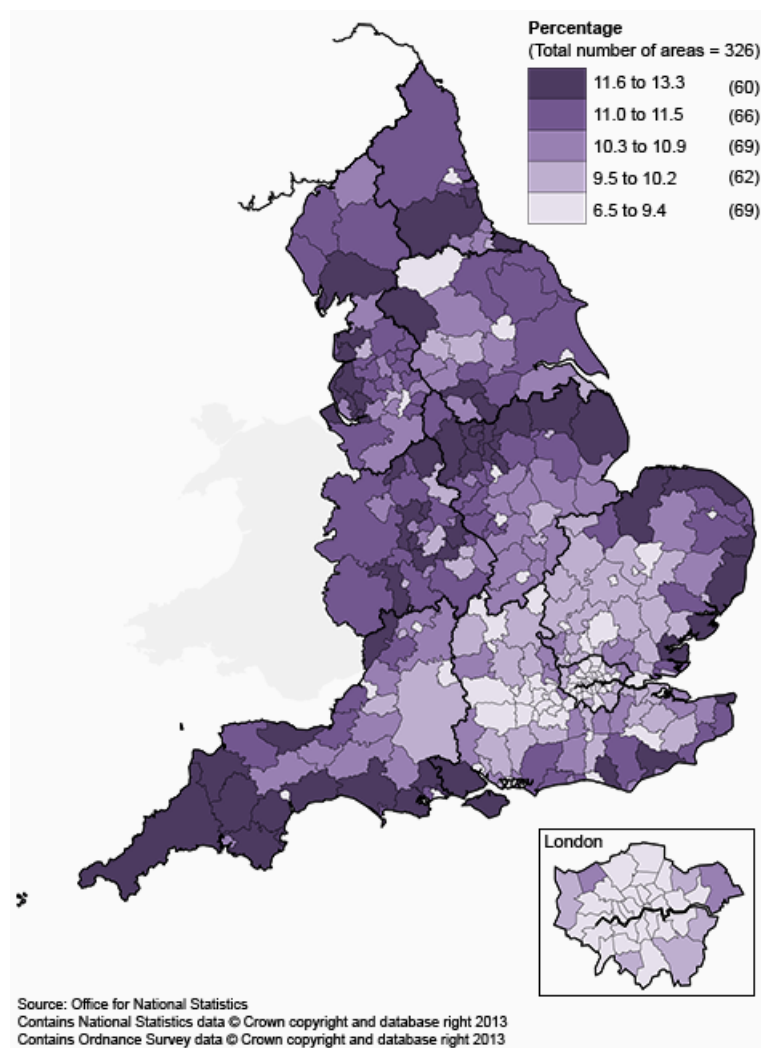 Percentage
(Total number of areas = 326)
11.6 to 13.3 (60)
11.0 to 11.5 (66)
10.3 to 10.9 (69)
9.5 to 10.2 (62)
6.5 to 9.4 (69)
London
Source: Office for National Statistics
Contains National Statistics data © Crown copyright and database right 2013
Contains Ordnance Survey data © Crown copyright and database right 2013